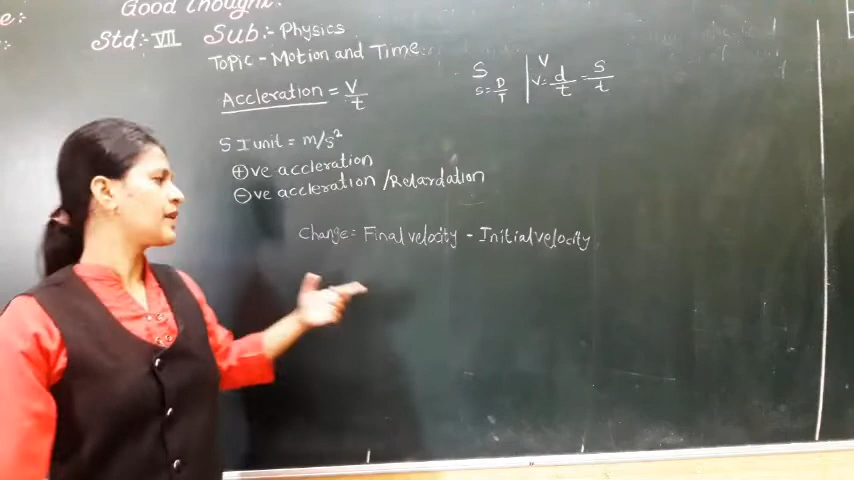 Good Thought:
Std:- VII Sub:- Physics
Topic - Motion and Time
Accleration = V/t
S V
S = D/T V = d/t = S/t
S I unit = m/s²
⊕ve accleration
⊖ve accleration / Retardation
Change = Final velocity - Initial velocity